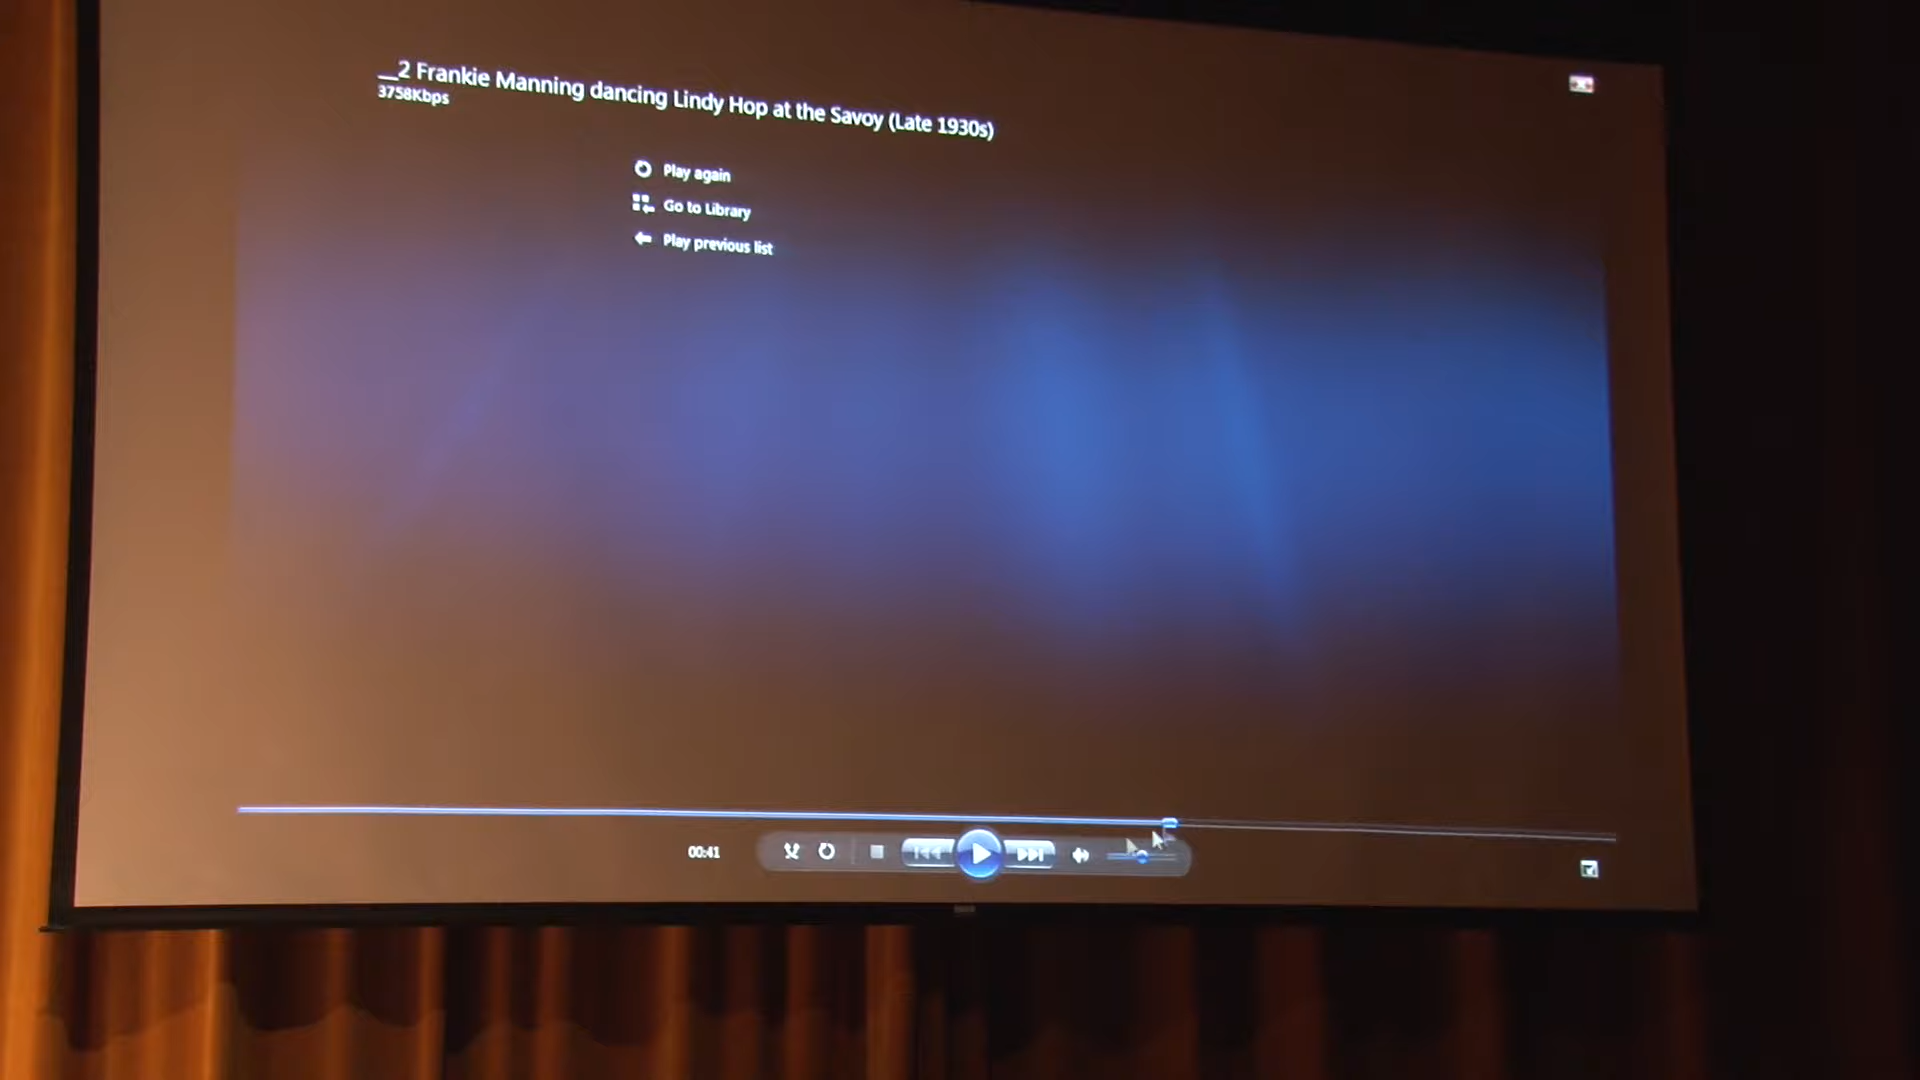 __2 Frankie Manning dancing Lindy Hop at the Savoy (Late 1930s)
3758Kbps
Play again
Go to Library
Play previous list
00:41